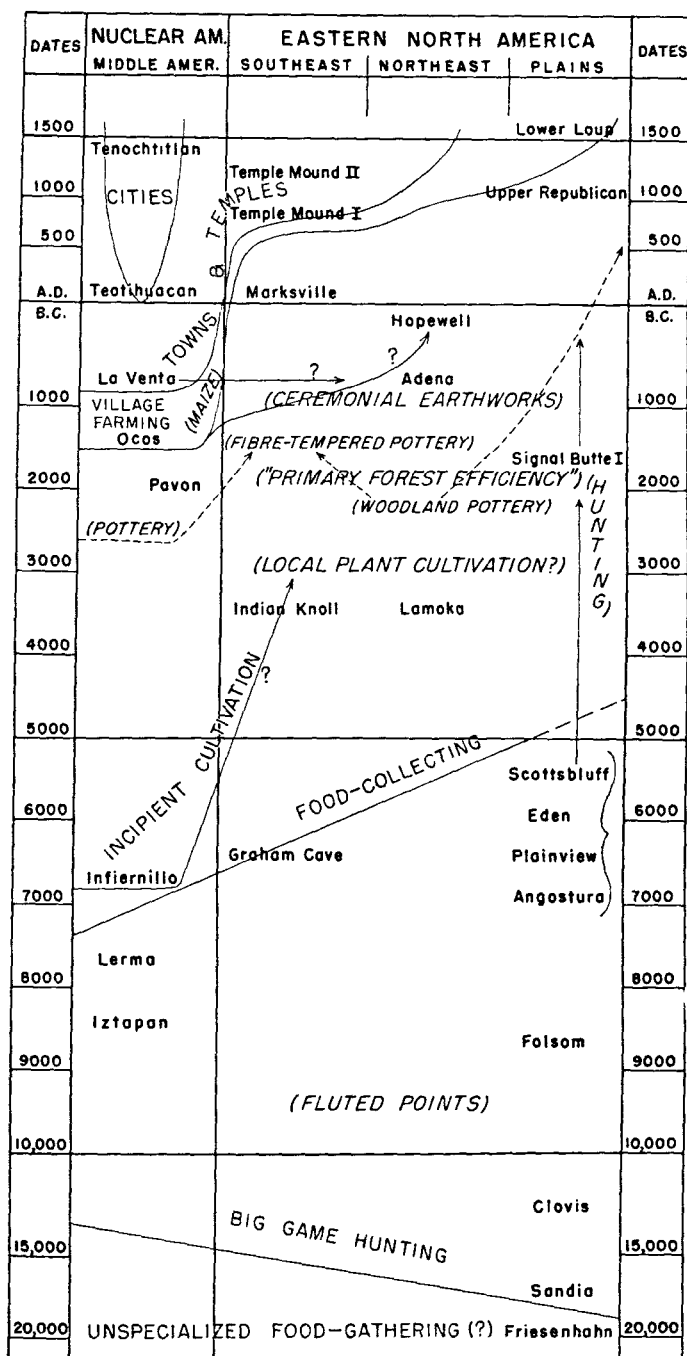 DATES NUCLEAR AM. EASTERN NORTH AMERICA DATES
MIDDLE AMER. SOUTHEAST NORTHEAST PLAINS
1500 Tenochtitlan Lower Loup 1500
Temple Mound II
1000 CITIES TEMPLES Upper Republican 1000
Temple Mound I
500 & 500
A.D. Teotihuacan Marksville A.D.
B.C. TOWNS Hopewell B.C.
La Venta ? ? Adena
1000 VILLAGE FARMING (MAIZE) (CEREMONIAL EARTHWORKS) 1000
Ocos (FIBRE-TEMPERED POTTERY)
2000 Pavon ("PRIMARY FOREST EFFICIENCY") Signal Butte I 2000
(WOODLAND POTTERY) (HUNTING)
(POTTERY)
3000 (LOCAL PLANT CULTIVATION?) 3000
Indian Knoll Lamoka
4000 ? 4000
INCIPIENT CULTIVATION
5000 FOOD-COLLECTING 5000
Scottsbluff
6000 Eden 6000
Graham Cave Plainview
Infiernillo
7000 Angostura 7000
Lerma
8000 8000
Iztapan
Folsom
9000 9000
(FLUTED POINTS)
10,000 10,000
Clovis
BIG GAME HUNTING
15,000 15,000
Sandia
20,000 UNSPECIALIZED FOOD-GATHERING (?) Friesenhahn 20,000